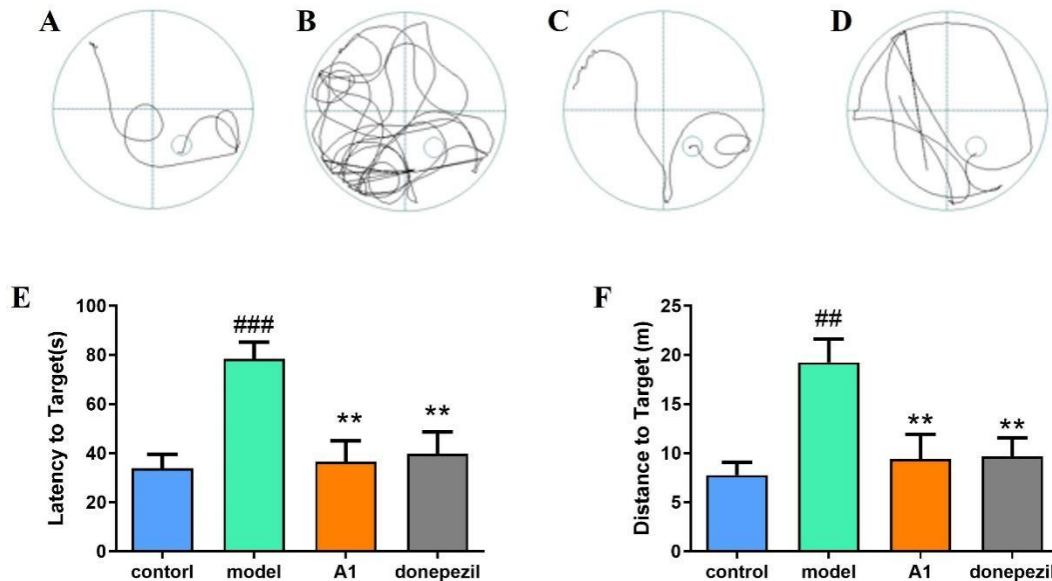 A B C D
E
Latency to Target(s)
100
80
60
40
20
0
###
**
**
contorl model A1 donepezil
F
Distance to Target (m)
25
20
15
10
5
0
##
**
**
control model A1 donepezil